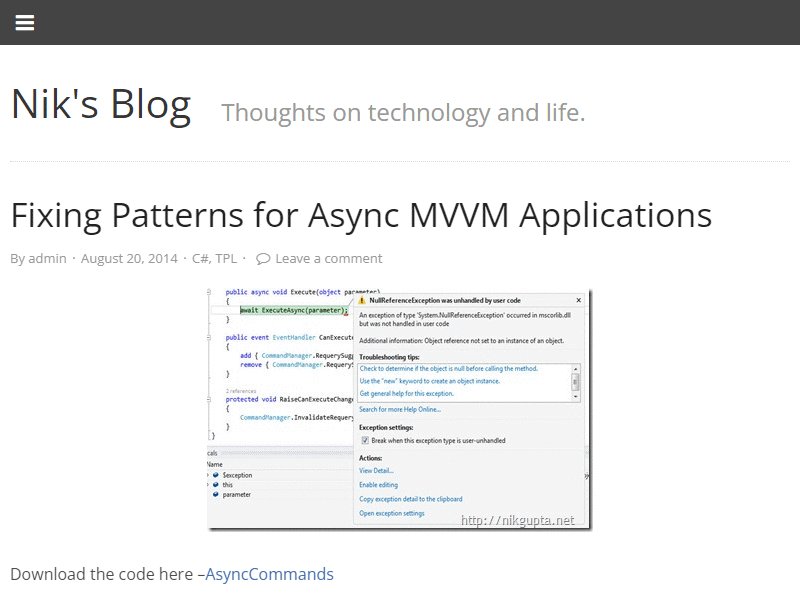 Nik's Blog
Thoughts on technology and life.
Fixing Patterns for Async MVVM Applications
By admin · August 20, 2014 · C#, TPL · Leave a comment
public async void Execute(object parameter)
{
await ExecuteAsync(parameter);
}
public event EventHandler CanExecute
{
add { CommandManager.RequerySugg
remove { CommandManager.RequeryS
}
2 references
protected void RaiseCanExecuteChang
{
CommandManager.InvalidateRequery
}
}
cals
Name
$exception
this
parameter
NullReferenceException was unhandled by user code
An exception of type 'System.NullReferenceException' occurred in mscorlib.dll
but was not handled in user code
Additional information: Object reference not set to an instance of an object.
Troubleshooting tips:
Check to determine if the object is null before calling the method.
Use the "new" keyword to create an object instance.
Get general help for this exception.
Search for more Help Online...
Exception settings:
Break when this exception type is user-unhandled
Actions:
View Detail...
Enable editing
Copy exception detail to the clipboard
Open exception settings
http://nikgupta.net
Download the code here –AsyncCommands